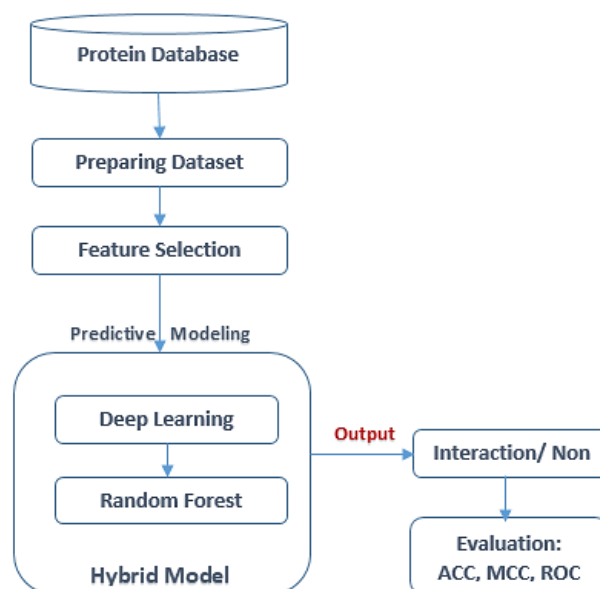 Protein Database
Preparing Dataset
Feature Selection
Predictive Modeling
Deep Learning
Random Forest
Hybrid Model
Output
Interaction/ Non
Evaluation:
ACC, MCC, ROC